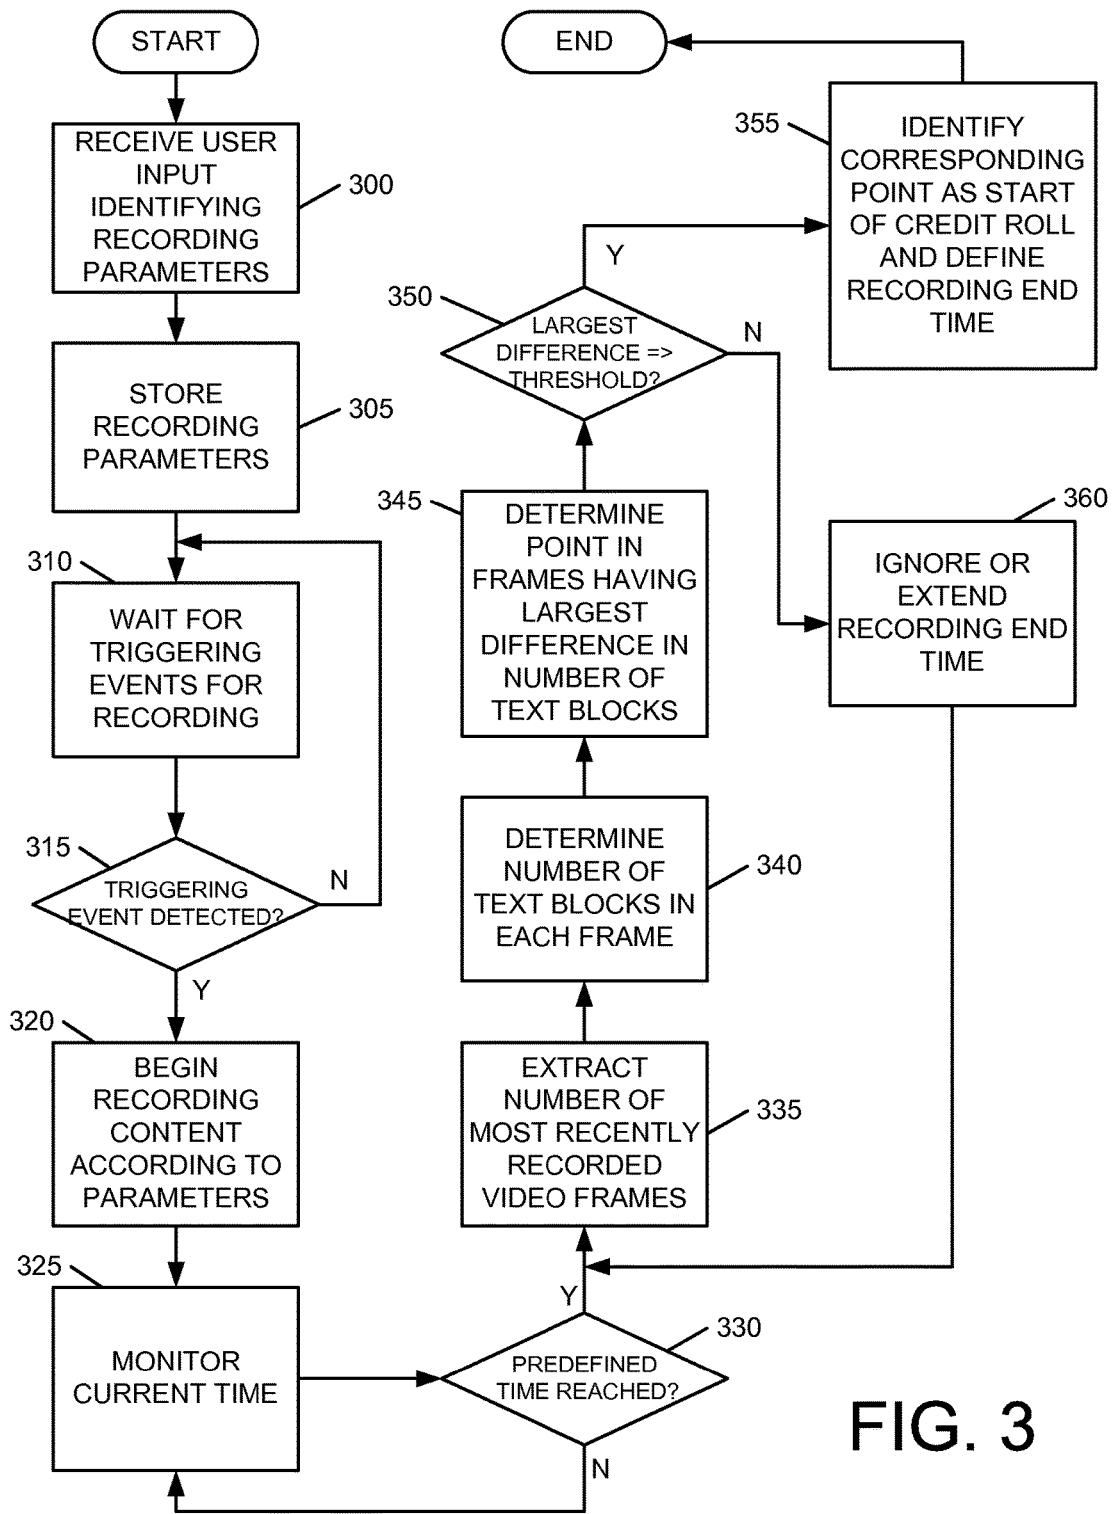 START
RECEIVE USER
INPUT
IDENTIFYING
RECORDING
PARAMETERS
300
STORE
RECORDING
PARAMETERS
305
310
WAIT FOR
TRIGGERING
EVENTS FOR
RECORDING
315
TRIGGERING
EVENT DETECTED?
N
Y
320
BEGIN
RECORDING
CONTENT
ACCORDING TO
PARAMETERS
325
MONITOR
CURRENT TIME
330
PREDEFINED
TIME REACHED?
N
Y
335
EXTRACT
NUMBER OF
MOST RECENTLY
RECORDED
VIDEO FRAMES
340
DETERMINE
NUMBER OF
TEXT BLOCKS IN
EACH FRAME
345
DETERMINE
POINT IN
FRAMES HAVING
LARGEST
DIFFERENCE IN
NUMBER OF
TEXT BLOCKS
350
LARGEST
DIFFERENCE =>
THRESHOLD?
Y
N
355
IDENTIFY
CORRESPONDING
POINT AS START
OF CREDIT ROLL
AND DEFINE
RECORDING END
TIME
360
IGNORE OR
EXTEND
RECORDING END
TIME
END
FIG. 3